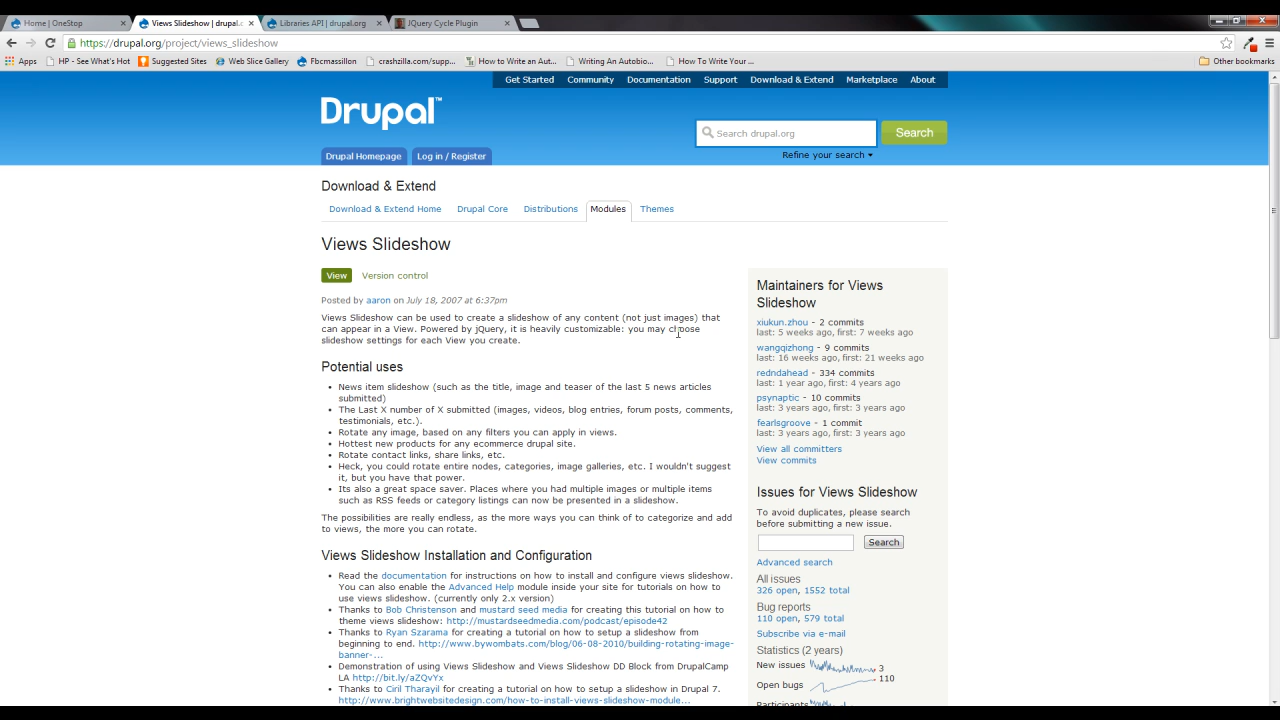 Home | OneStop
Views Slideshow | drupal.o
Libraries API | drupal.org
JQuery Cycle Plugin
https://drupal.org/project/views_slideshow
Apps
HP - See What's Hot
Suggested Sites
Web Slice Gallery
Fbcmassillon
crashzilla.com/supp...
How to Write an Aut...
Writing An Autobio...
How To Write Your ...
Other bookmarks
Get Started
Community
Documentation
Support
Download & Extend
Marketplace
About
Drupal™
Search drupal.org
Search
Refine your search
Drupal Homepage
Log in / Register
Download & Extend
Download & Extend Home
Drupal Core
Distributions
Modules
Themes
Views Slideshow
View
Version control
Posted by aaron on July 18, 2007 at 6:37pm
Views Slideshow can be used to create a slideshow of any content (not just images) that
can appear in a View. Powered by jQuery, it is heavily customizable: you may choose
slideshow settings for each View you create.
Potential uses
• News item slideshow (such as the title, image and teaser of the last 5 news articles
submitted)
• The Last X number of X submitted (images, videos, blog entries, forum posts, comments,
testimonials, etc.).
• Rotate any image, based on any filters you can apply in views.
• Hottest new products for any ecommerce drupal site.
• Rotate contact links, share links, etc.
• Heck, you could rotate entire nodes, categories, image galleries, etc. I wouldn't suggest
it, but you have that power.
• Its also a great space saver. Places where you had multiple images or multiple items
such as RSS feeds or category listings can now be presented in a slideshow.
The possibilities are really endless, as the more ways you can think of to categorize and add
to views, the more you can rotate.
Views Slideshow Installation and Configuration
• Read the documentation for instructions on how to install and configure views slideshow.
You can also enable the Advanced Help module inside your site for tutorials on how to
use views slideshow. (currently only 2.x version)
• Thanks to Bob Christenson and mustard seed media for creating this tutorial on how to
theme views slideshow: http://mustardseedmedia.com/podcast/episode42
• Thanks to Ryan Szarama for creating a tutorial on how to setup a slideshow from
beginning to end. http://www.bywombats.com/blog/06-08-2010/building-rotating-image-
banner-...
• Demonstration of using Views Slideshow and Views Slideshow DD Block from DrupalCamp
LA http://bit.ly/aZQvYx
• Thanks to Ciril Tharayil for creating a tutorial on how to setup a slideshow in Drupal 7.
http://www.brightwebsitedesign.com/how-to-install-views-slideshow-module...
Maintainers for Views
Slideshow
xiukun.zhou - 2 commits
last: 5 weeks ago, first: 7 weeks ago
wangqizhong - 9 commits
last: 16 weeks ago, first: 21 weeks ago
redndahead - 334 commits
last: 1 year ago, first: 4 years ago
psynaptic - 10 commits
last: 3 years ago, first: 3 years ago
fearlsgroove - 1 commit
last: 3 years ago, first: 3 years ago
View all committers
View commits
Issues for Views Slideshow
To avoid duplicates, please search
before submitting a new issue.
Search
Advanced search
All issues
326 open, 1552 total
Bug reports
110 open, 579 total
Subscribe via e-mail
Statistics (2 years)
New issues 3
Open bugs 110
Participants